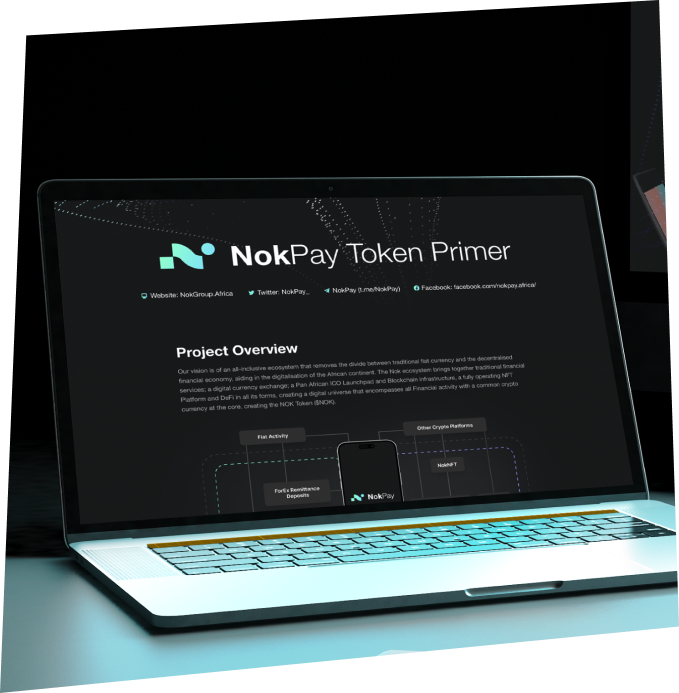 NokPay Token Primer
Website: NokGroup.Africa Twitter: NokPay_ NokPay (t.me/NokPay) Facebook: facebook.com/nokpay.africa/
Project Overview
Our vision is of an all-inclusive ecosystem that removes the divide between traditional fiat currency and the decentralised
financial economy, aiding in the digitalisation of the African continent. The Nok ecosystem brings together traditional financial
services; a digital currency exchange; a Pan African ICO Launchpad and Blockchain Infrastructure, a fully operating NFT
Platform and DeFi in all its forms, creating a digital universe that encompasses all Financial activity with a common crypto
currency at the core, creating the NOK Token ($NOK).
Fiat Activity
Other Crypto Platforms
NokNFT
ForEx Remittance
Deposits
NokPay